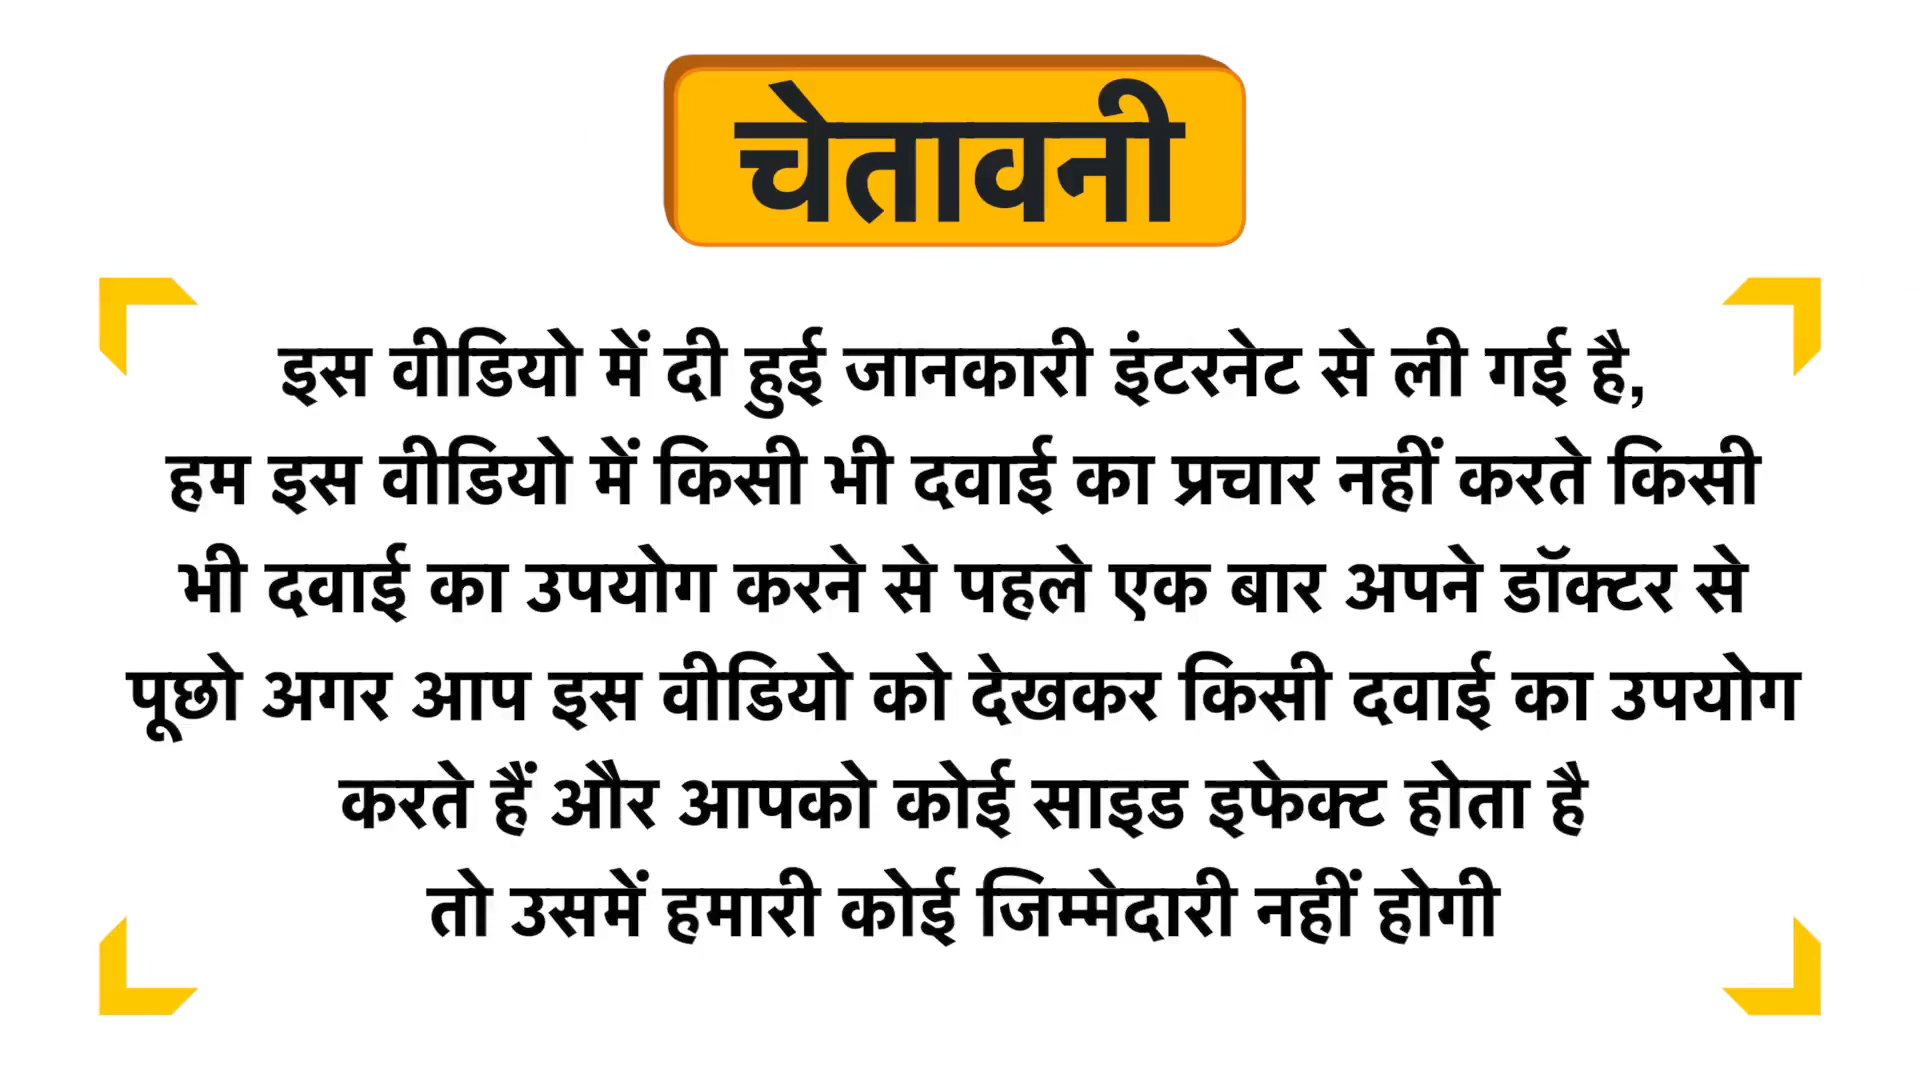 चेतावनी
इस वीडियो में दी हुई जानकारी इंटरनेट से ली गई है,
हम इस वीडियो में किसी भी दवाई का प्रचार नहीं करते किसी
भी दवाई का उपयोग करने से पहले एक बार अपने डॉक्टर से
पूछो अगर आप इस वीडियो को देखकर किसी दवाई का उपयोग
करते हैं और आपको कोई साइड इफेक्ट होता है
तो उसमें हमारी कोई जिम्मेदारी नहीं होगी